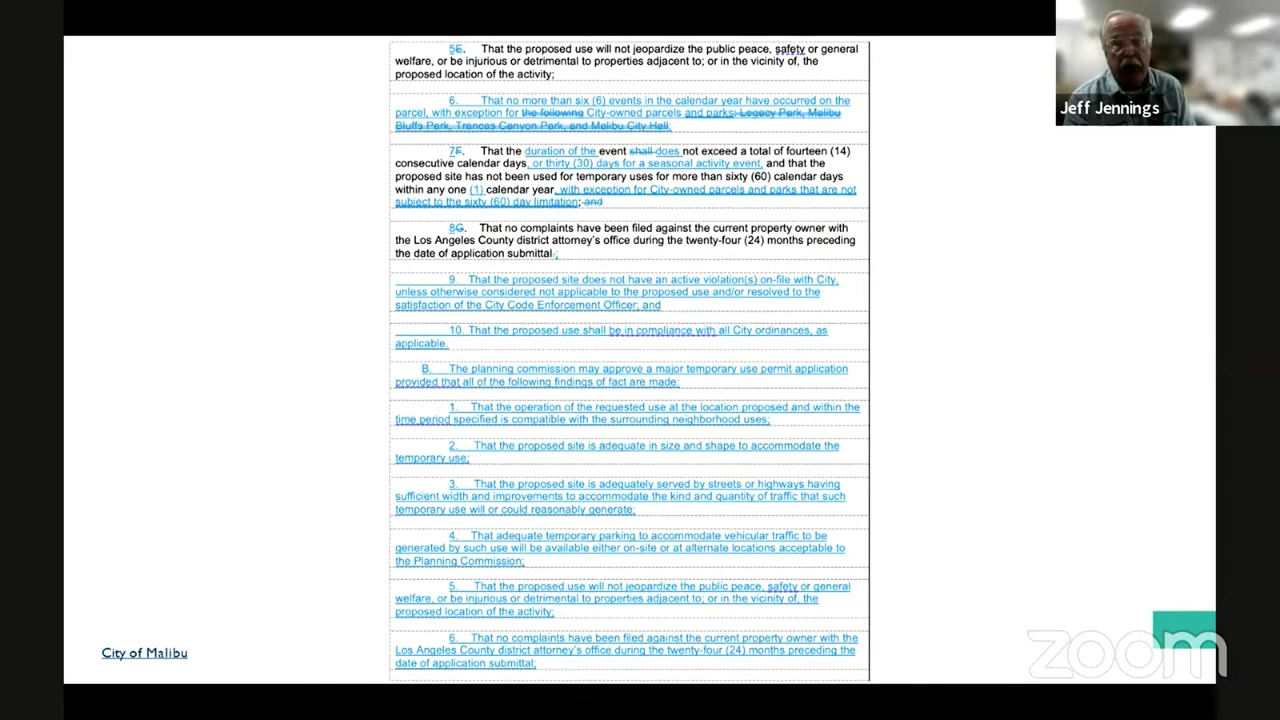 5E. That the proposed use will not jeopardize the public peace, safety or general
welfare, or be injurious or detrimental to properties adjacent to; or in the vicinity of, the
proposed location of the activity;
6. That no more than six (6) events in the calendar year have occurred on the
parcel, with exception for the following City-owned parcels and parks: Legacy Park, Malibu
Bluffs Park, Trancas Canyon Park, and Malibu City Hall;
7F. That the duration of the event shall does not exceed a total of fourteen (14)
consecutive calendar days, or thirty (30) days for a seasonal activity event, and that the
proposed site has not been used for temporary uses for more than sixty (60) calendar days
within any one (1) calendar year, with exception for City-owned parcels and parks that are not
subject to the sixty (60) day limitation; and
8G. That no complaints have been filed against the current property owner with
the Los Angeles County district attorney's office during the twenty-four (24) months preceding
the date of application submittal.;
9. That the proposed site does not have an active violation(s) on-file with City,
unless otherwise considered not applicable to the proposed use and/or resolved to the
satisfaction of the City Code Enforcement Officer; and
10. That the proposed use shall be in compliance with all City ordinances, as
applicable.
B. The planning commission may approve a major temporary use permit application
provided that all of the following findings of fact are made:
1. That the operation of the requested use at the location proposed and within the
time period specified is compatible with the surrounding neighborhood uses;
2. That the proposed site is adequate in size and shape to accommodate the
temporary use;
3. That the proposed site is adequately served by streets or highways having
sufficient width and improvements to accommodate the kind and quantity of traffic that such
temporary use will or could reasonably generate;
4. That adequate temporary parking to accommodate vehicular traffic to be
generated by such use will be available either on-site or at alternate locations acceptable to
the Planning Commission;
5. That the proposed use will not jeopardize the public peace, safety or general
welfare, or be injurious or detrimental to properties adjacent to; or in the vicinity of, the
proposed location of the activity;
6. That no complaints have been filed against the current property owner with the
Los Angeles County district attorney's office during the twenty-four (24) months preceding the
date of application submittal;
Jeff Jennings
City of Malibu
zoom